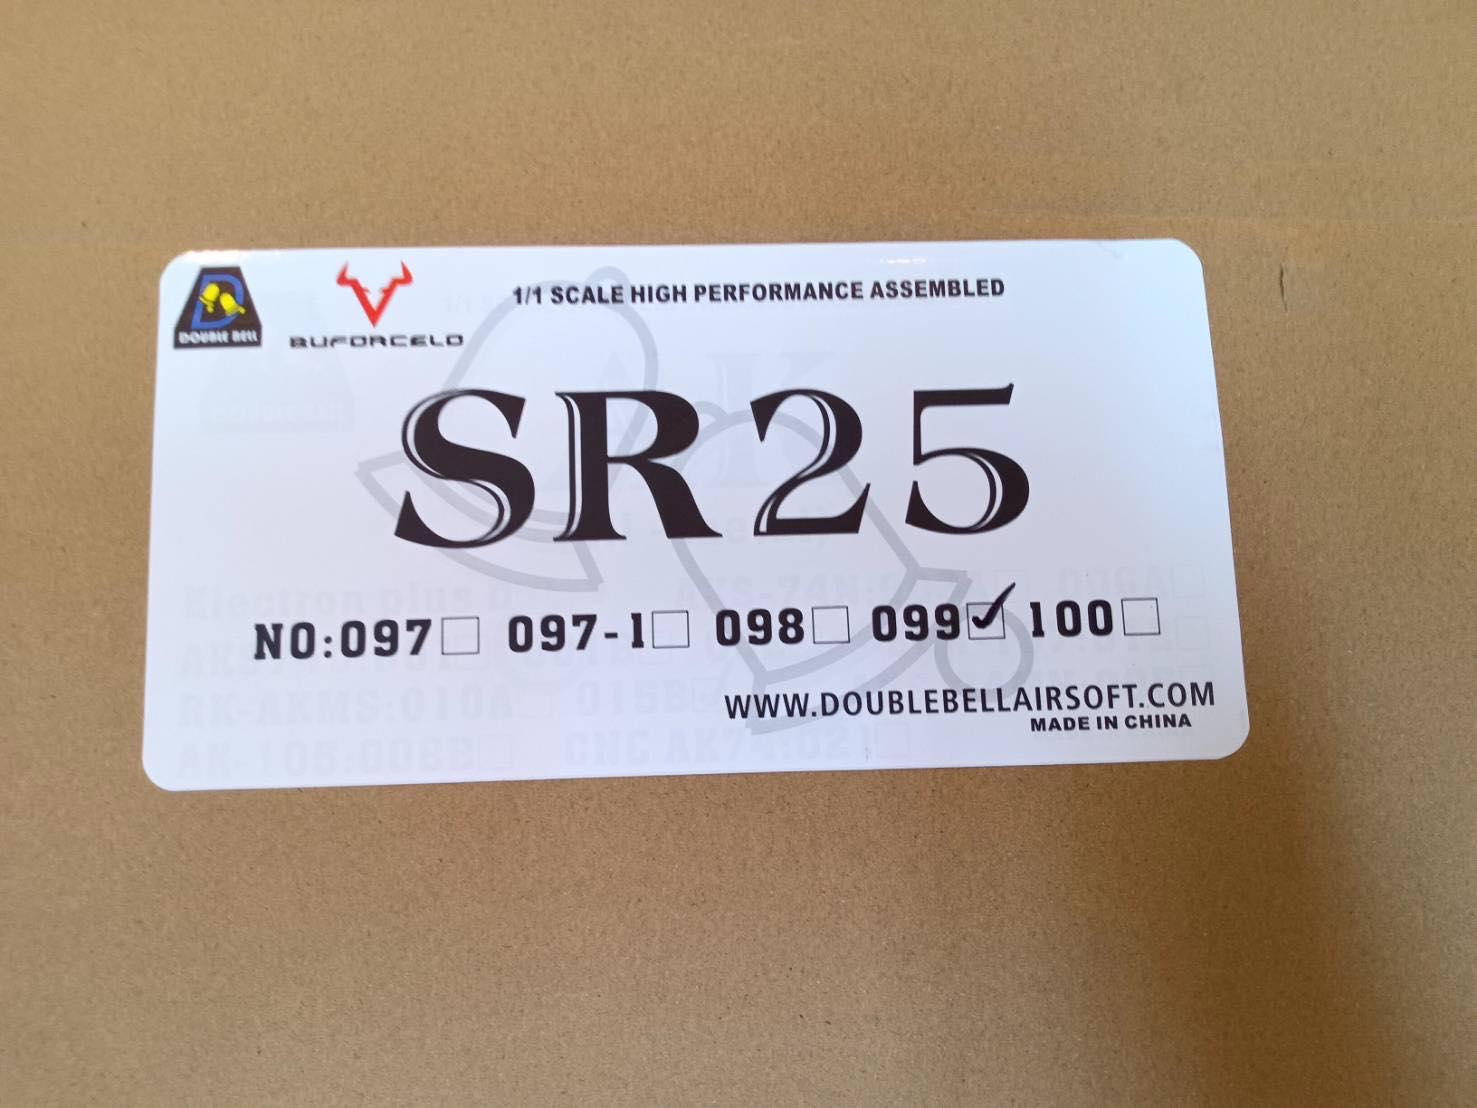 DOUBLE BELL
BUFORCELO
1/1 SCALE HIGH PERFORMANCE ASSEMBLED
SR25
NO:097☐ 097-1☐ 098☐ 099☑ 100☐
WWW.DOUBLEBELLAIRSOFT.COM
MADE IN CHINA